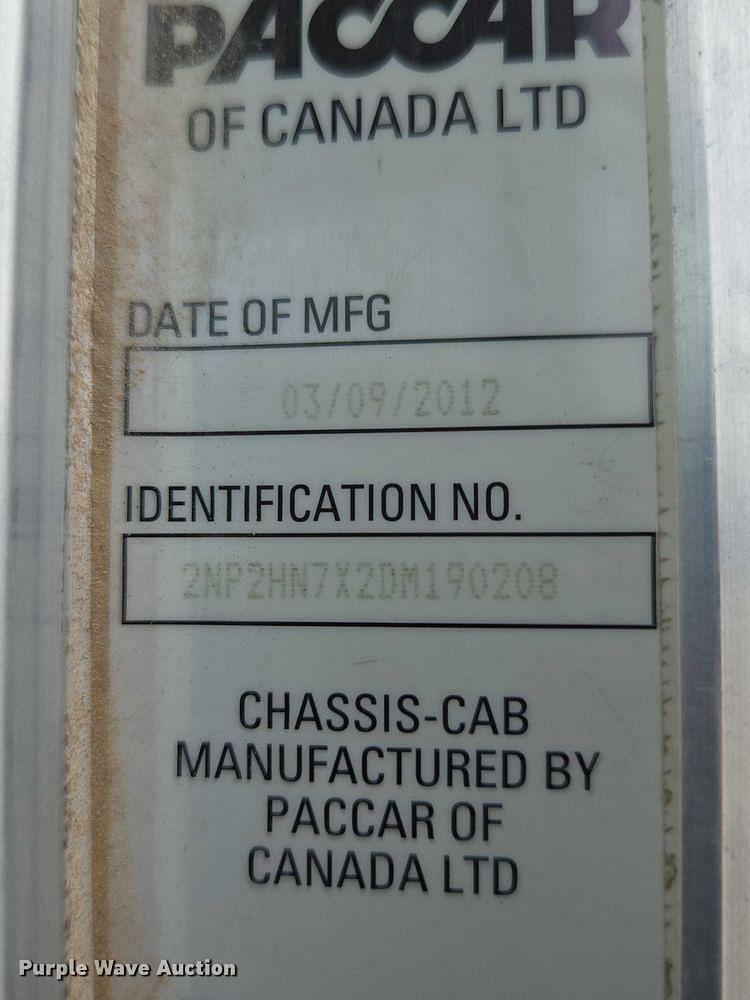 PACCAR
OF CANADA LTD
DATE OF MFG
03/09/2012
IDENTIFICATION NO.
2NP2HN7X2DM190208
CHASSIS-CAB
MANUFACTURED BY
PACCAR OF
CANADA LTD
Purple Wave Auction